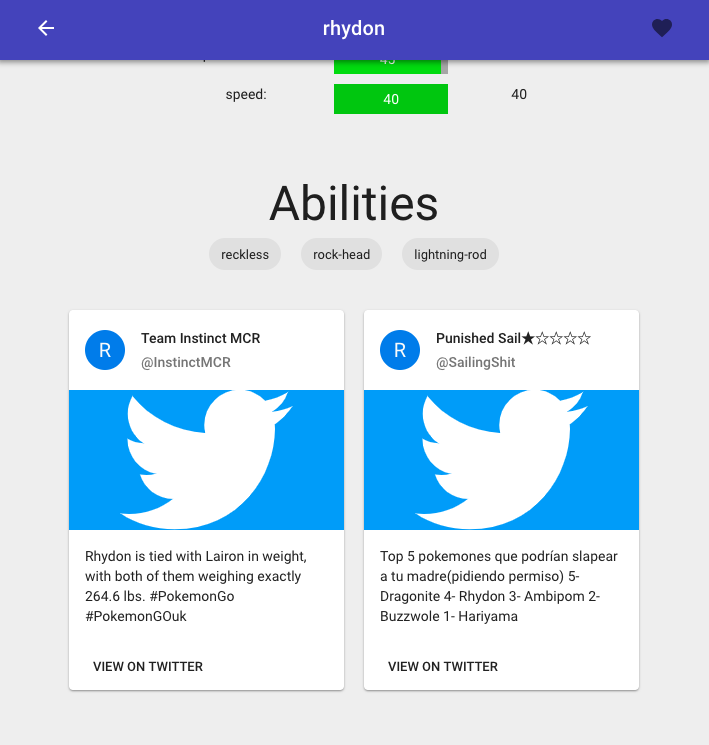 rhydon
45
speed:
40
40
Abilities
reckless
rock-head
lightning-rod
R
Team Instinct MCR
@InstinctMCR
Rhydon is tied with Lairon in weight,
with both of them weighing exactly
264.6 lbs. #PokemonGo
#PokemonGOuk
VIEW ON TWITTER
R
Punished Sail★☆☆☆☆
@SailingShit
Top 5 pokemones que podrían slapear
a tu madre(pidiendo permiso) 5-
Dragonite 4- Rhydon 3- Ambipom 2-
Buzzwole 1- Hariyama
VIEW ON TWITTER